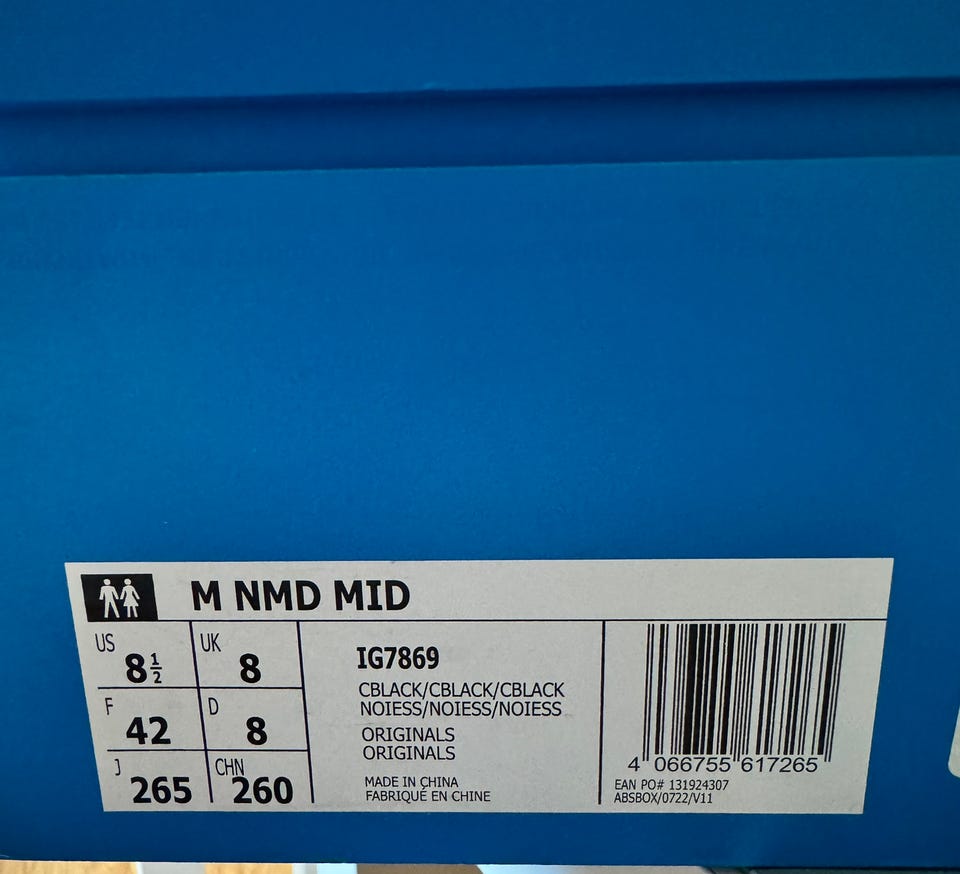 M NMD MID
US 8½
UK 8
F 42
D 8
J 265
CHN 260
IG7869
CBLACK/CBLACK/CBLACK
NOIESS/NOIESS/NOIESS
ORIGINALS
ORIGINALS
MADE IN CHINA
FABRIQUÉ EN CHINE
4 066755 617265
EAN PO# 131924307
ABSBOX/0722/V11